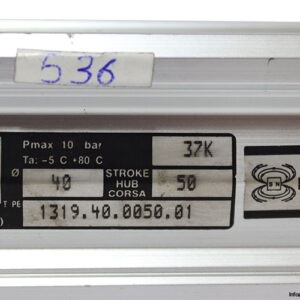 536
Pmax 10 bar 37K
Ta: -5 C +80 C
Ø 40 STROKE HUB CORSA 50
1319.40.0050.01